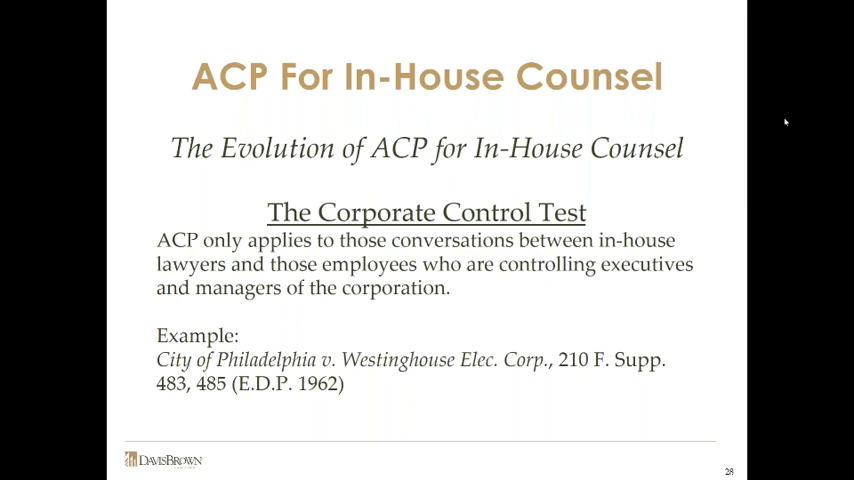 ACP For In-House Counsel
The Evolution of ACP for In-House Counsel
The Corporate Control Test
ACP only applies to those conversations between in-house
lawyers and those employees who are controlling executives
and managers of the corporation.
Example:
City of Philadelphia v. Westinghouse Elec. Corp., 210 F. Supp.
483, 485 (E.D.P. 1962)
DAVISBROWN
28